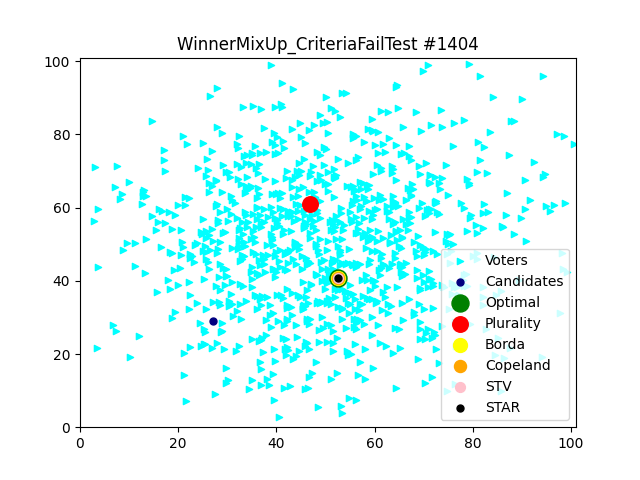 WinnerMixUp_CriteriaFailTest #1404
100
80
60
40
20
0
0 20 40 60 80 100
Voters
Candidates
Optimal
Plurality
Borda
Copeland
STV
STAR